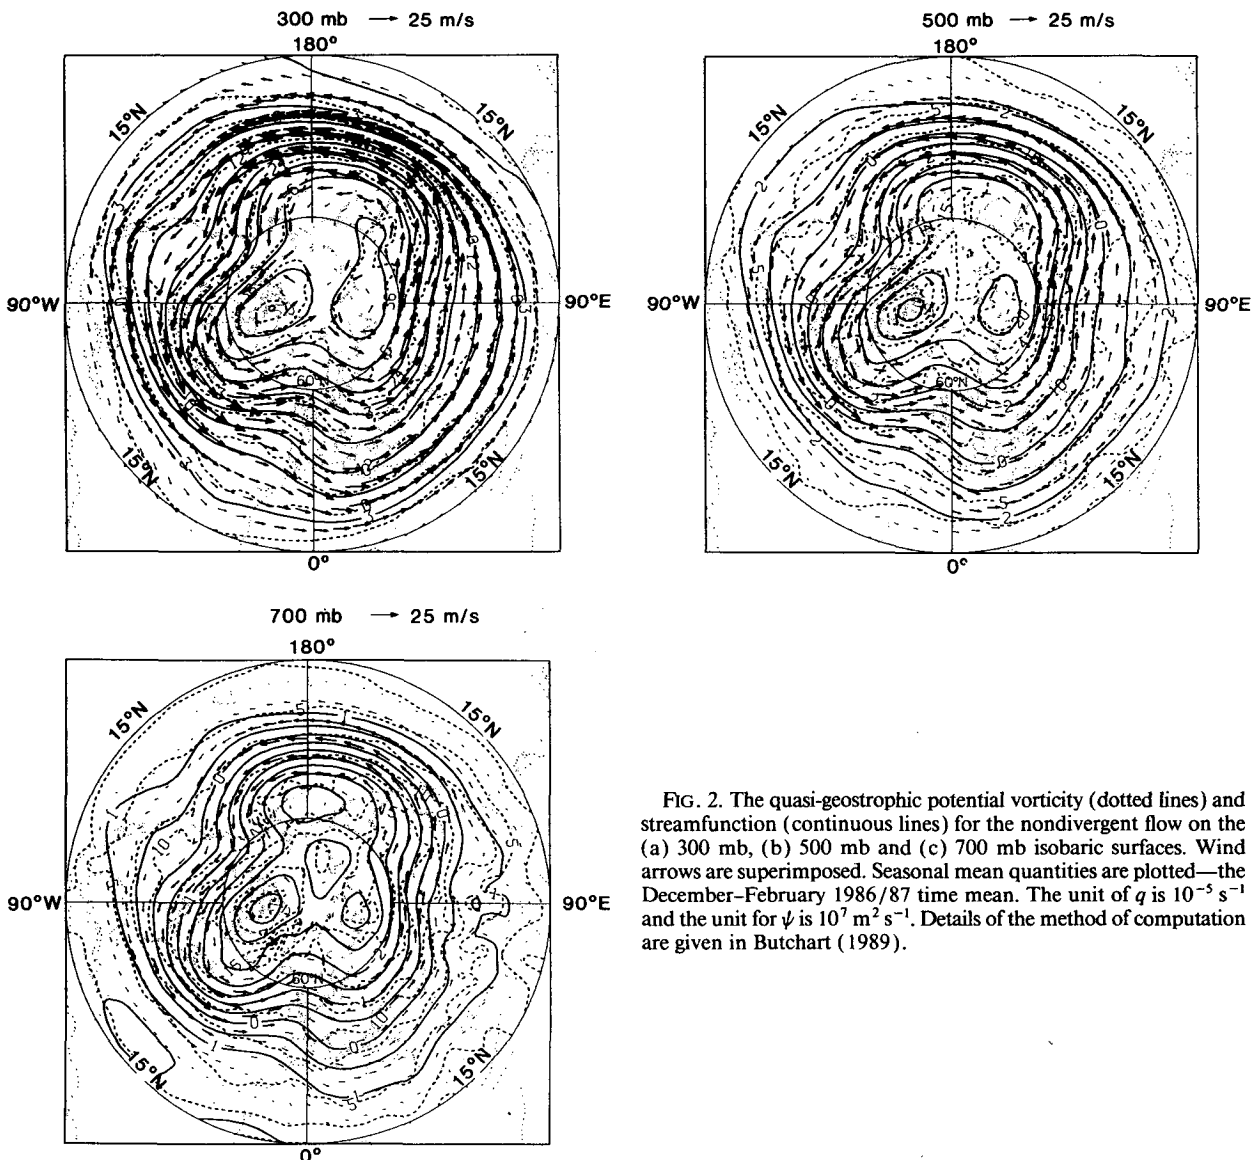 300 mb → 25 m/s
180°
15°N
15°N
90°W
90°E
60°N
15°N
15°N
0°
500 mb → 25 m/s
180°
15°N
15°N
90°W
90°E
60°N
15°N
15°N
0°
700 mb → 25 m/s
180°
15°N
15°N
90°W
90°E
60°N
15°N
15°N
0°
FIG. 2. The quasi-geostrophic potential vorticity (dotted lines) and
streamfunction (continuous lines) for the nondivergent flow on the
(a) 300 mb, (b) 500 mb and (c) 700 mb isobaric surfaces. Wind
arrows are superimposed. Seasonal mean quantities are plotted—the
December–February 1986/87 time mean. The unit of q is 10⁻⁵ s⁻¹
and the unit for ψ is 10⁷ m² s⁻¹. Details of the method of computation
are given in Butchart (1989).